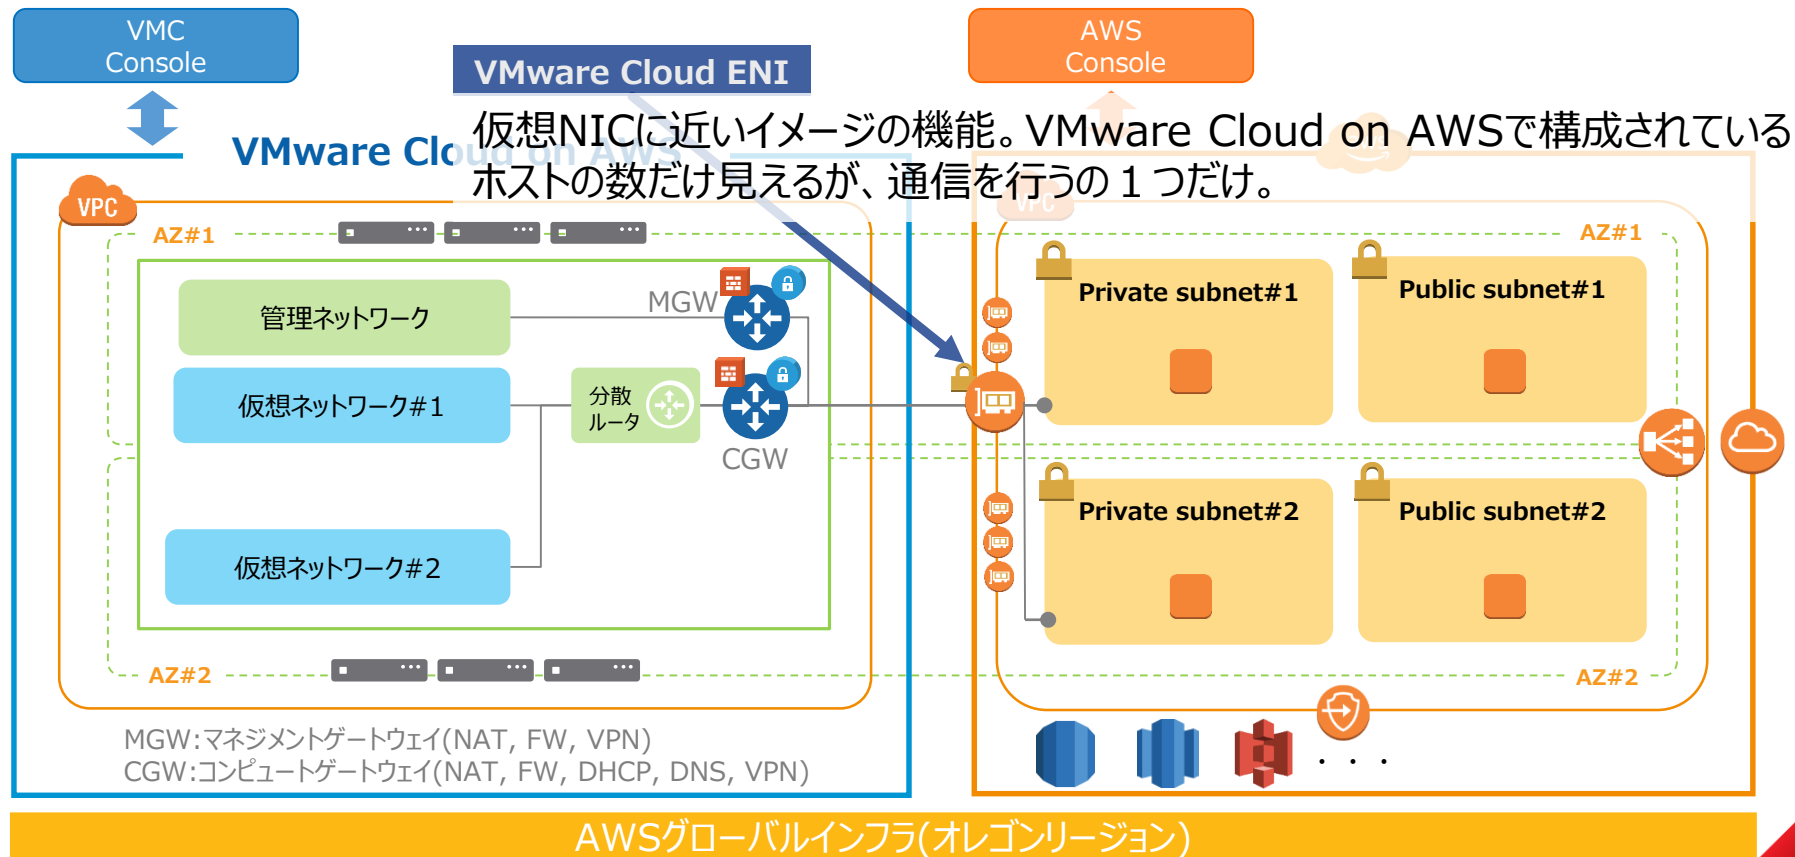 VMC
Console
AWS
Console
VMware Cloud ENI
仮想NICに近いイメージの機能。VMware Cloud on AWSで構成されている
ホストの数だけ見えるが、通信を行うの１つだけ。
VMware Cloud on AWS
VPC
VPC
AZ#1
AZ#1
管理ネットワーク
MGW
仮想ネットワーク#1
分散
ルータ
CGW
仮想ネットワーク#2
Private subnet#1
Public subnet#1
Private subnet#2
Public subnet#2
AZ#2
AZ#2
MGW:マネジメントゲートウェイ(NAT, FW, VPN)
CGW:コンピュートゲートウェイ(NAT, FW, DHCP, DNS, VPN)
・・・
AWSグローバルインフラ(オレゴンリージョン)